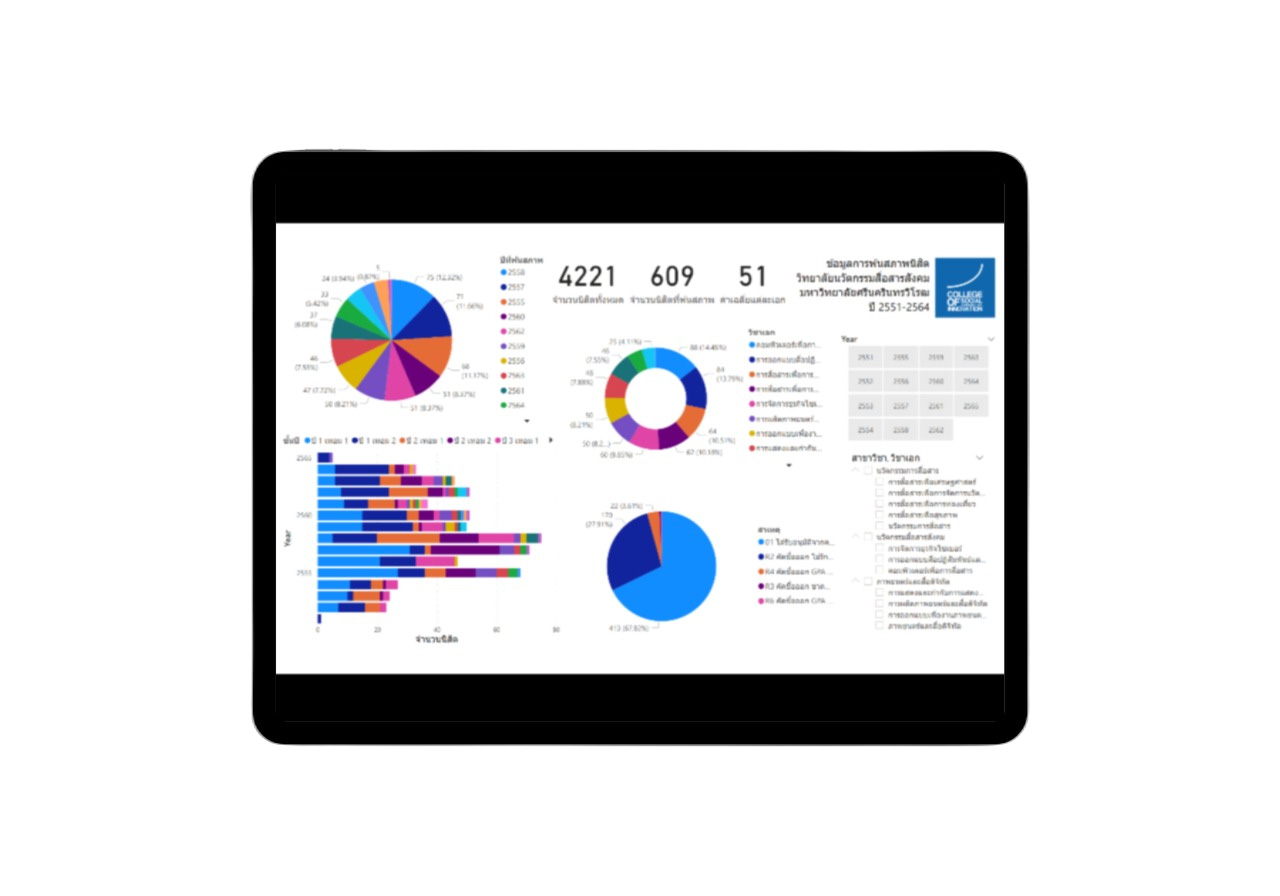 ข้อมูลการพ้นสภาพนิสิต
วิทยาลัยนวัตกรรมสื่อสารสังคม
มหาวิทยาลัยศรีนครินทรวิโรฒ
ปี 2551-2564
COLLEGE
OF SOCIAL
COMMUNICATION
INNOVATION
4221
จำนวนนิสิตทั้งหมด
609
จำนวนนิสิตที่พ้นสภาพ
51
ค่าเฉลี่ยแต่ละเอก
ปีที่พ้นสภาพ
2558
2557
2555
2560
2562
2559
2556
2563
2561
2564
75 (12.32%)
71
(11.66%)
68
(11.17%)
51 (8.37%)
51 (8.37%)
50 (8.21%)
47 (7.72%)
46
(7.55%)
37
(6.08%)
33
(5.42%)
24 (3.94%)
วิชาเอก
คอมพิวเตอร์เพื่อกา...
การออกแบบสื่อปฏิ...
การสื่อสารเพื่อการ...
การสื่อสารเพื่อการ...
การจัดการธุรกิจไซเ...
การผลิตภาพยนตร์...
การออกแบบเพื่องา...
การแสดงและกำกับ...
88 (14.45%)
84
(13.79%)
64
(10.51%)
62 (10.18%)
60 (9.85%)
50 (8.2...)
50
(8.21%)
48
(7.88%)
46
(7.55%)
25 (4.11%)
Year
2551 2555 2559 2563
2552 2556 2560 2564
2553 2557 2561 2565
2554 2558 2562
ชั้นปี ปี 1 เทอม 1 ปี 1 เทอม 2 ปี 2 เทอม 1 ปี 2 เทอม 2 ปี 3 เทอม 1
2565
2560
2555
Year
0 20 40 60 80
จำนวนนิสิต
22 (3.61%)
170
(27.91%)
413 (67.82%)
สาเหตุ
01 ได้รับอนุมัติจากค...
R2 คัดชื่อออก ไม่รัก...
R4 คัดชื่อออก GPA ...
R3 คัดชื่อออก ขาด...
R6 คัดชื่อออก GPA ...
สาขาวิชา, วิชาเอก
นวัตกรรมการสื่อสาร
การสื่อสารเพื่อเศรษฐศาสตร์
การสื่อสารเพื่อการจัดการนวัต...
การสื่อสารเพื่อการท่องเที่ยว
การสื่อสารเพื่อสุขภาพ
นวัตกรรมการสื่อสาร
นวัตกรรมสื่อสังคม
การจัดการธุรกิจไซเบอร์
การออกแบบสื่อปฏิสัมพันธ์แล...
คอมพิวเตอร์เพื่อการสื่อสาร
ภาพยนตร์และสื่อดิจิทัล
การแสดงและกำกับการแสดง...
การผลิตภาพยนตร์และสื่อดิจิทัล
การออกแบบเพื่องานภาพยนต...
ภาพยนตร์และสื่อดิจิทัล